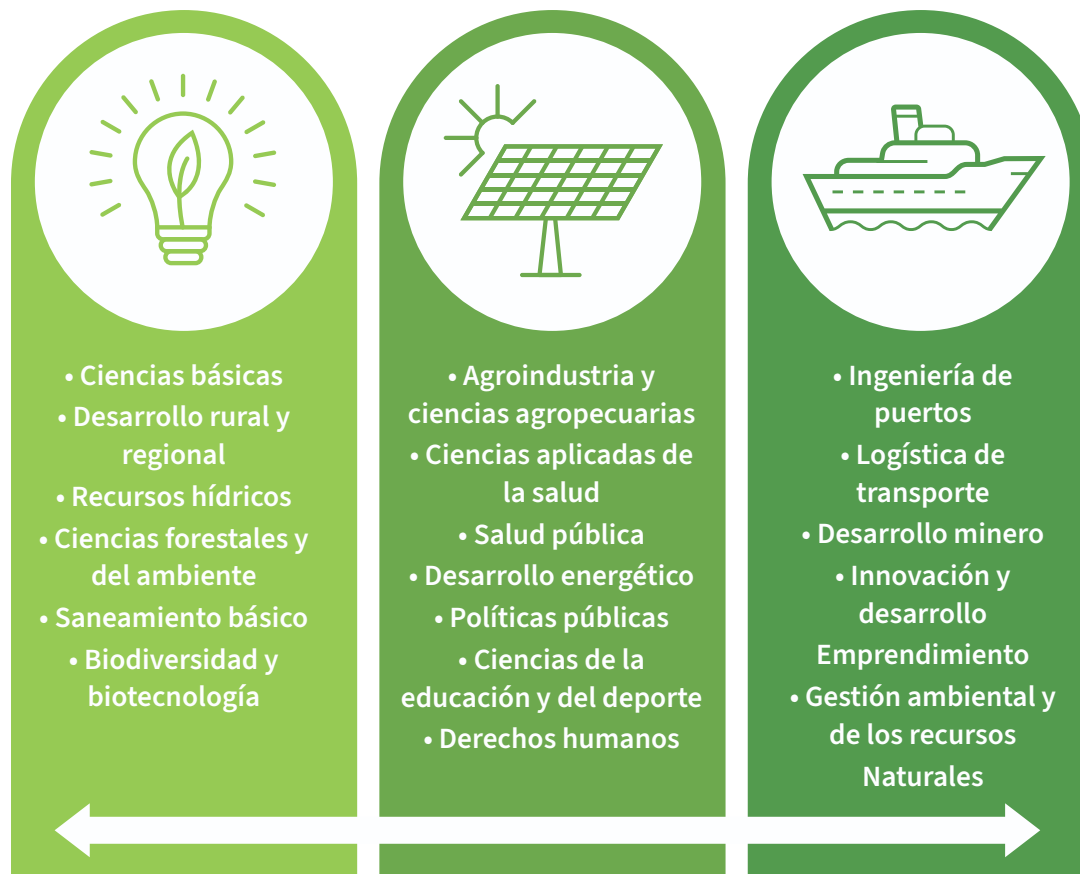 • Ciencias básicas
• Desarrollo rural y
regional
• Recursos hídricos
• Ciencias forestales y
del ambiente
• Saneamiento básico
• Biodiversidad y
biotecnología
• Agroindustria y
ciencias agropecuarias
• Ciencias aplicadas de
la salud
• Salud pública
• Desarrollo energético
• Políticas públicas
• Ciencias de la
educación y del deporte
• Derechos humanos
• Ingeniería de
puertos
• Logística de
transporte
• Desarrollo minero
• Innovación y
desarrollo
Emprendimiento
• Gestión ambiental y
de los recursos
Naturales